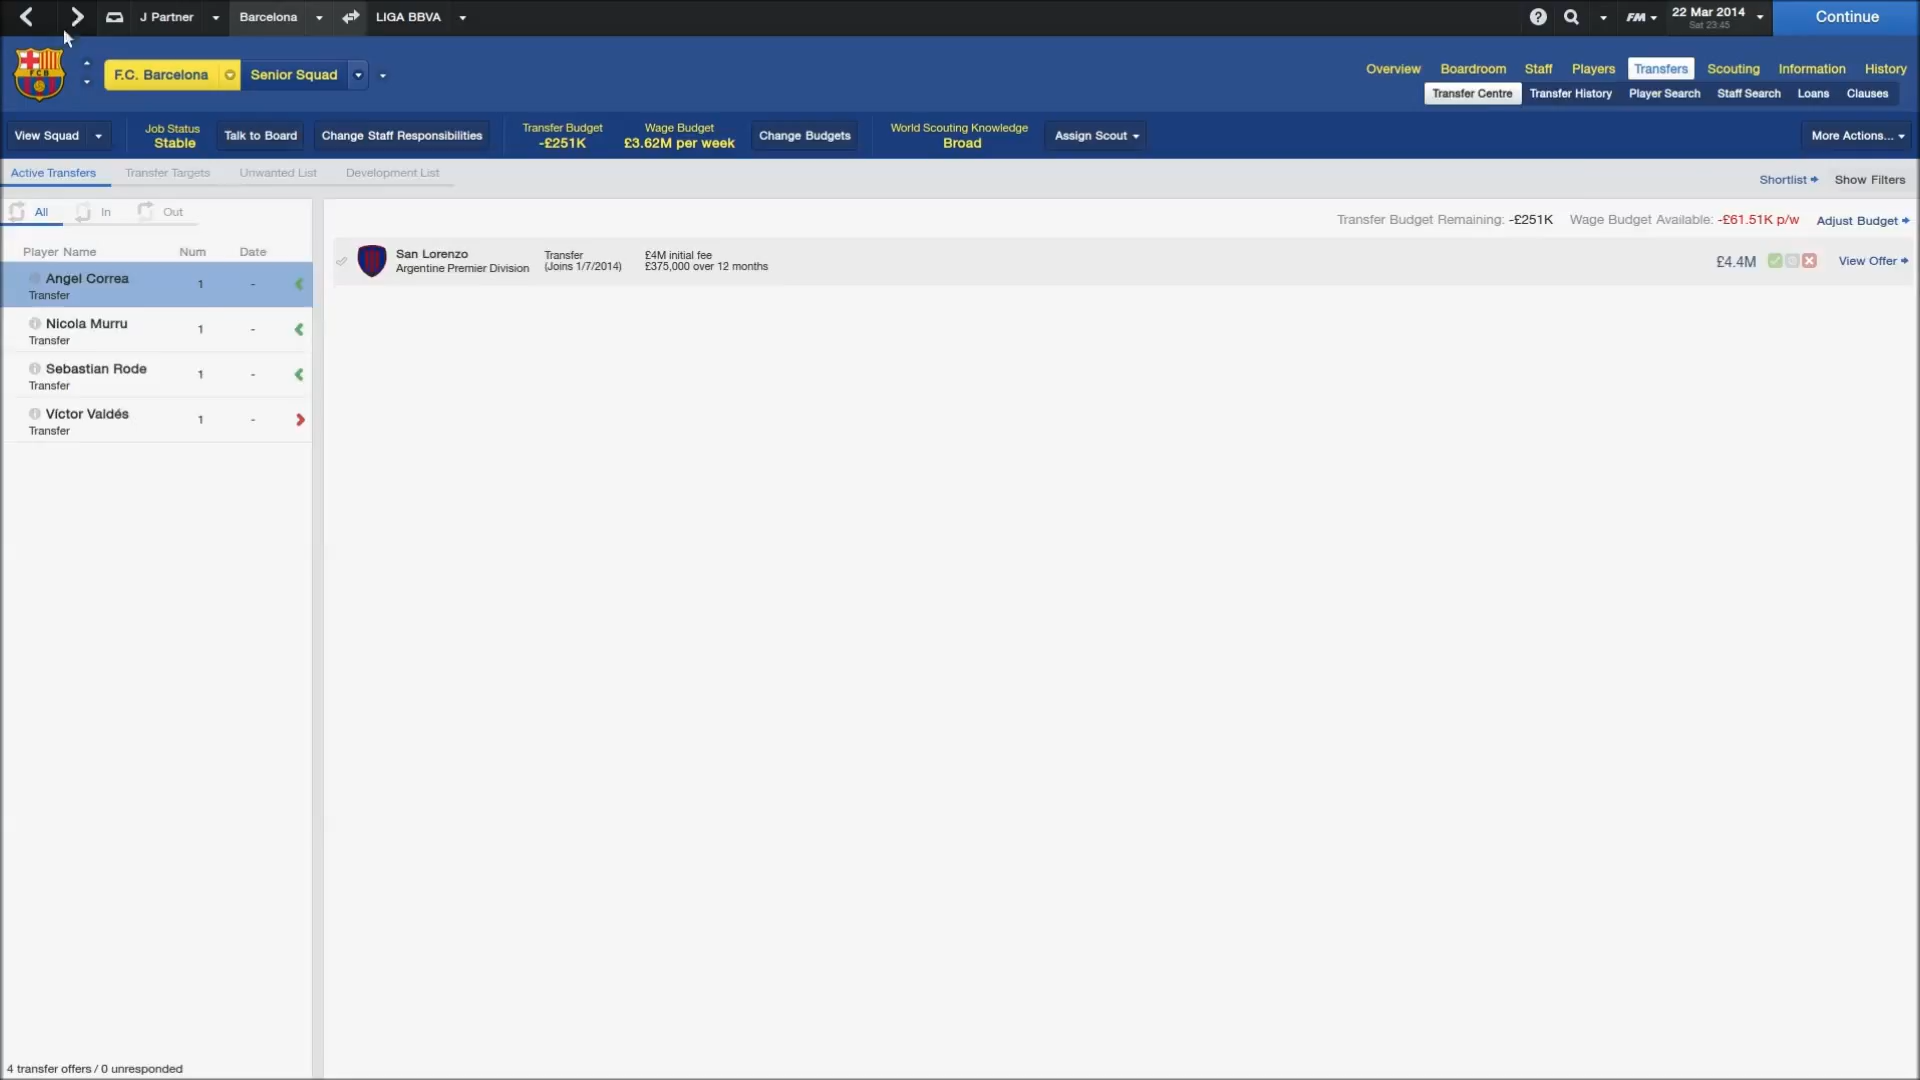 J Partner Barcelona LIGA BBVA FM 22 Mar 2014 Continue
Sat 23:45
F.C. Barcelona Senior Squad
Overview Boardroom Staff Players Transfers Scouting Information History
Transfer Centre Transfer History Player Search Staff Search Loans Clauses
View Squad Job Status Talk to Board Change Staff Responsibilities Transfer Budget Wage Budget Change Budgets World Scouting Knowledge Assign Scout More Actions...
Stable -£251K £3.62M per week Broad
Active Transfers Transfer Targets Unwanted List Development List Shortlist Show Filters
All In Out
Transfer Budget Remaining: -£251K Wage Budget Available: -£61.51K p/w Adjust Budget
Player Name Num Date
San Lorenzo Transfer £4M initial fee
Argentine Premier Division (Joins 1/7/2014) £375,000 over 12 months £4.4M View Offer
Angel Correa 1 -
Transfer
Nicola Murru 1 -
Transfer
Sebastian Rode 1 -
Transfer
Víctor Valdés 1 -
Transfer
4 transfer offers / 0 unresponded